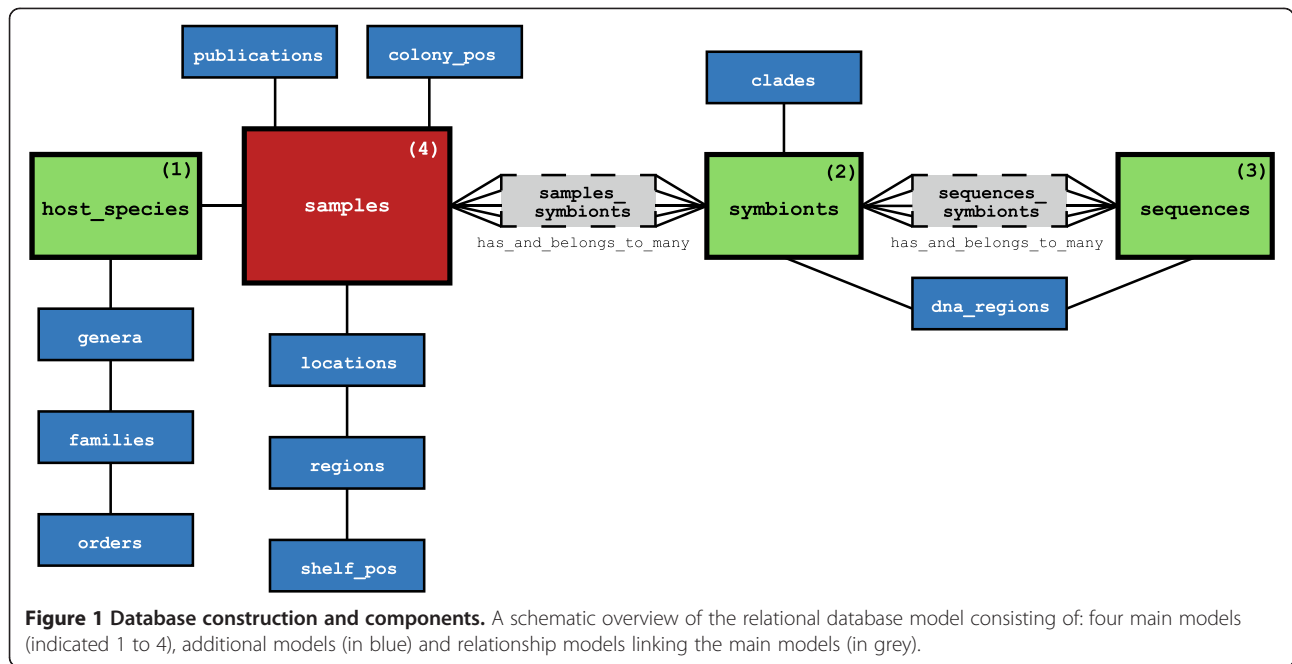 publications
colony_pos
clades
(1)
host_species
(4)
samples
samples_
symbionts
has_and_belongs_to_many
(2)
symbionts
sequences_
symbionts
has_and_belongs_to_many
(3)
sequences
dna_regions
genera
families
orders
locations
regions
shelf_pos
Figure 1 Database construction and components. A schematic overview of the relational database model consisting of: four main models
(indicated 1 to 4), additional models (in blue) and relationship models linking the main models (in grey).